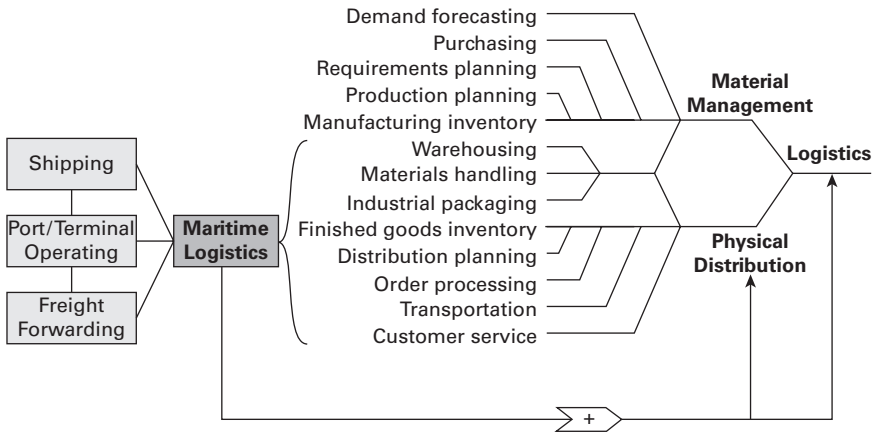 Demand forecasting
Purchasing
Requirements planning
Production planning
Manufacturing inventory
Warehousing
Materials handling
Industrial packaging
Finished goods inventory
Distribution planning
Order processing
Transportation
Customer service
Shipping
Port/Terminal
Operating
Freight
Forwarding
Maritime
Logistics
Material
Management
Logistics
Physical
Distribution
+